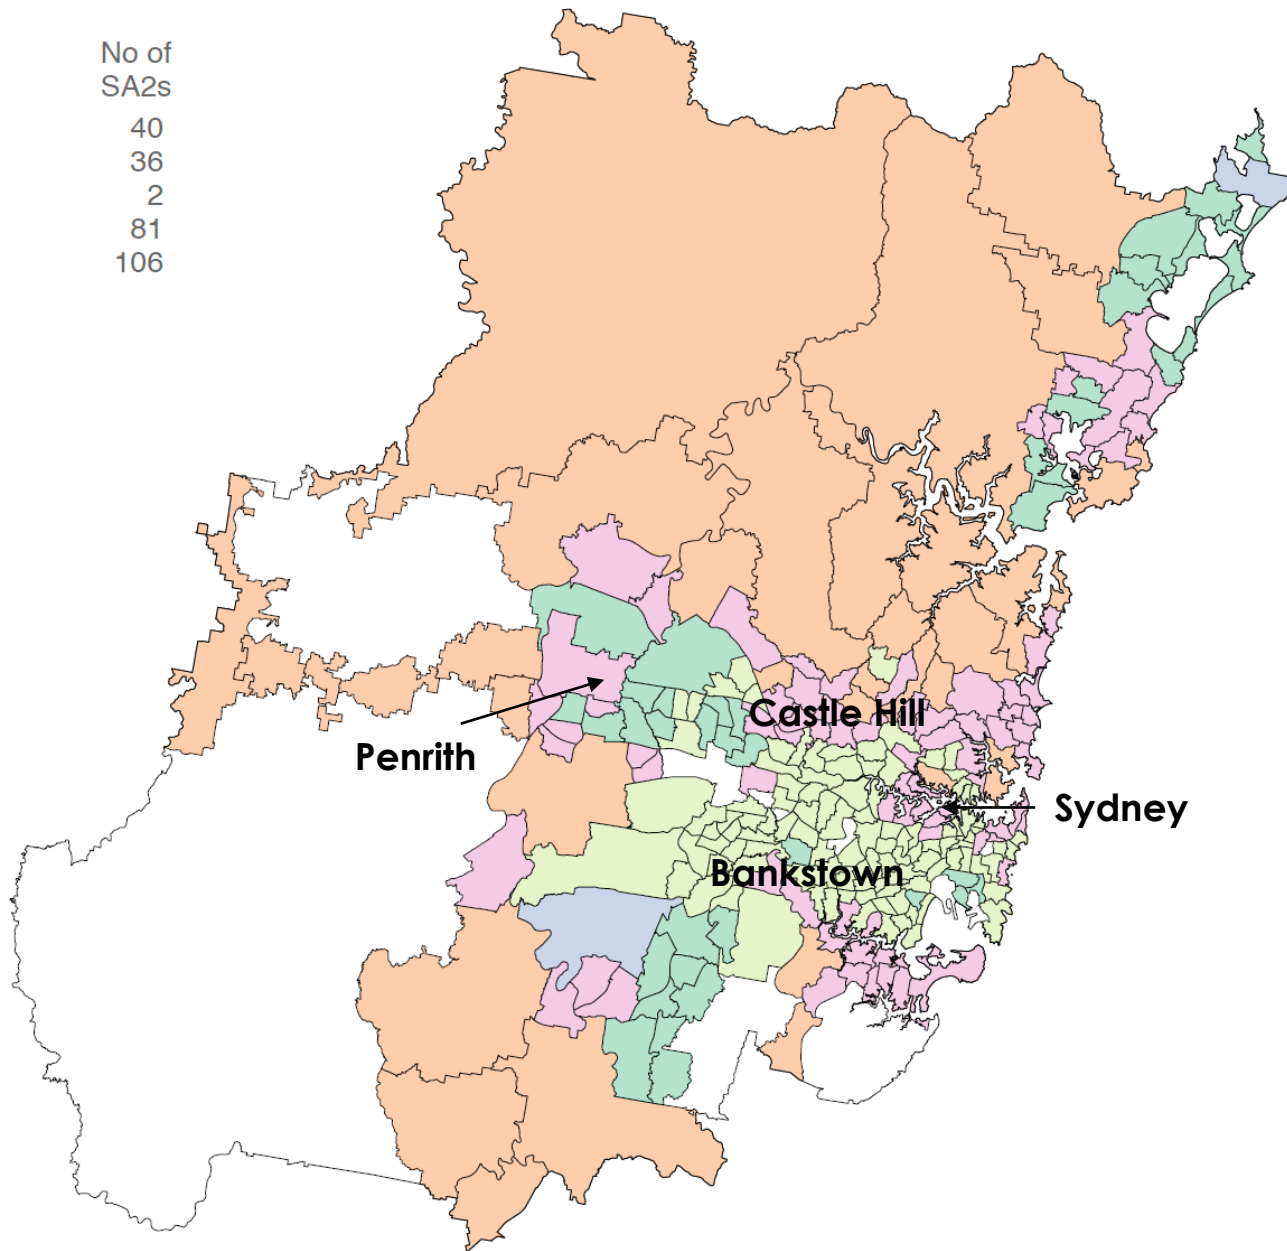 No of
SA2s
40
36
2
81
106
Castle Hill
Penrith
Sydney
Bankstown